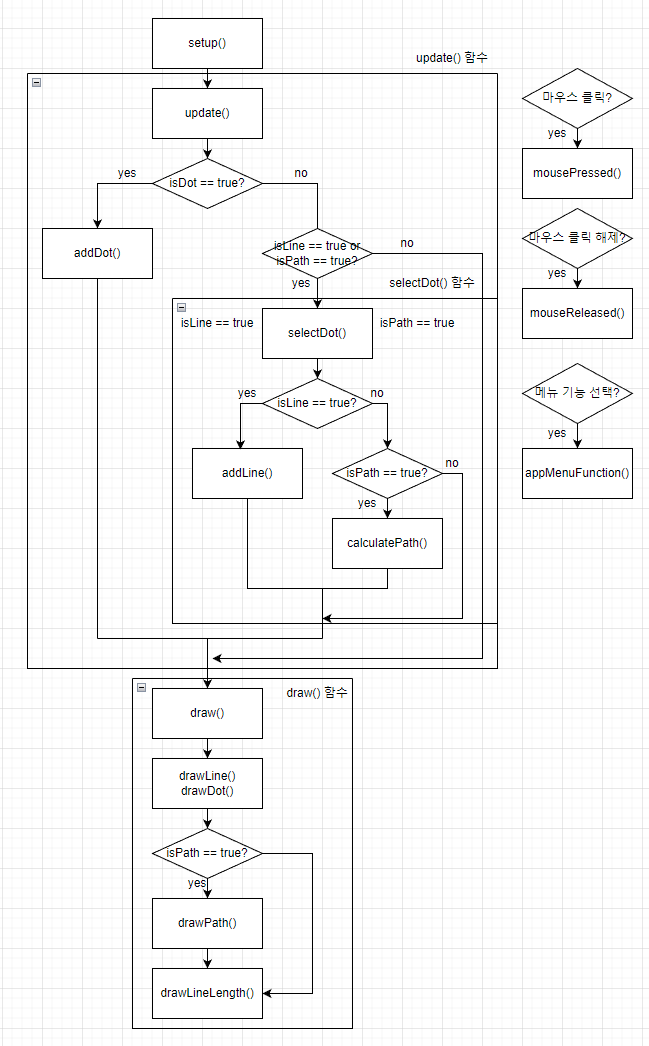 setup()
update() 함수
update()
isDot == true?
yes
no
addDot()
isLine == true or
isPath == true?
no
yes
selectDot() 함수
isLine == true
selectDot()
isPath == true
isLine == true?
yes
no
addLine()
isPath == true?
no
yes
calculatePath()
draw() 함수
draw()
drawLine()
drawDot()
isPath == true?
yes
drawPath()
drawLineLength()
마우스 클릭?
yes
mousePressed()
마우스 클릭 해제?
yes
mouseReleased()
메뉴 기능 선택?
yes
appMenuFunction()